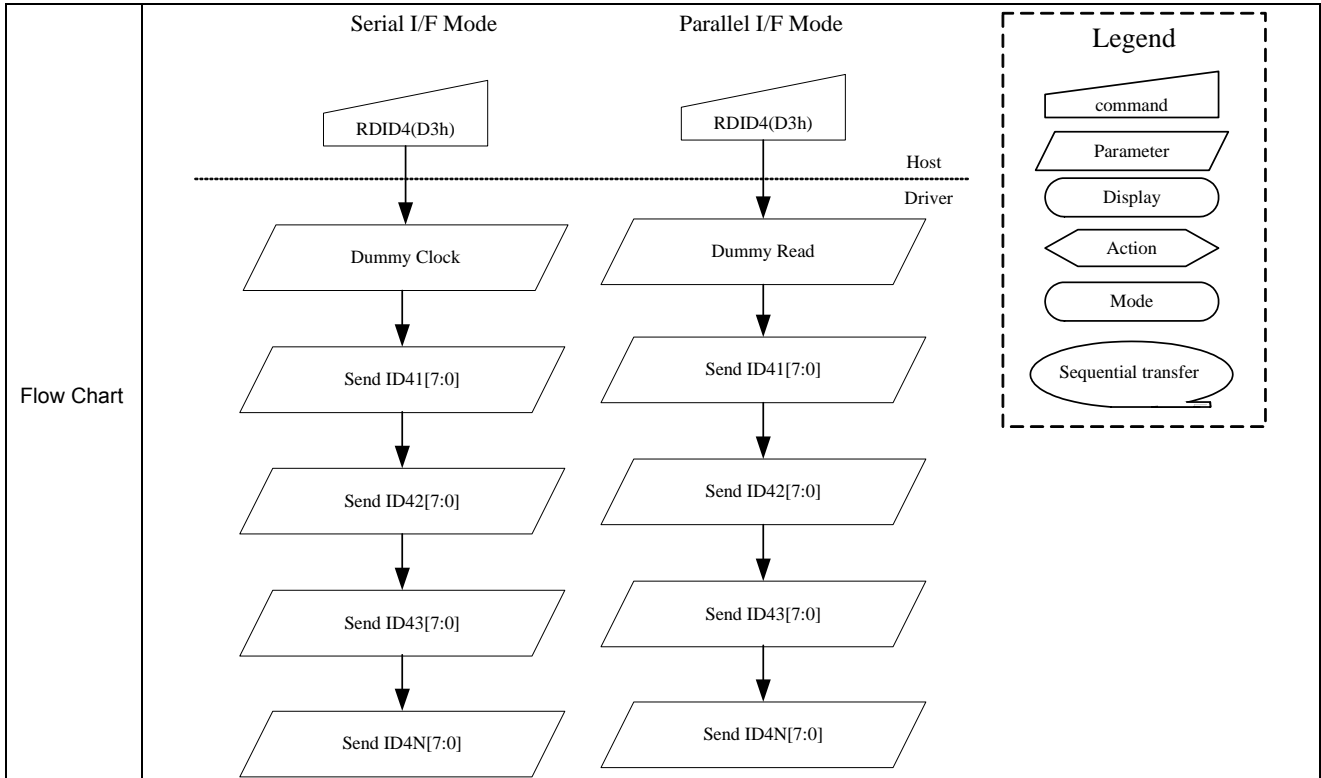 Flow Chart
Serial I/F Mode
RDID4(D3h)
Dummy Clock
Send ID41[7:0]
Send ID42[7:0]
Send ID43[7:0]
Send ID4N[7:0]
Parallel I/F Mode
RDID4(D3h)
Host
Driver
Dummy Read
Send ID41[7:0]
Send ID42[7:0]
Send ID43[7:0]
Send ID4N[7:0]
Legend
command
Parameter
Display
Action
Mode
Sequential transfer